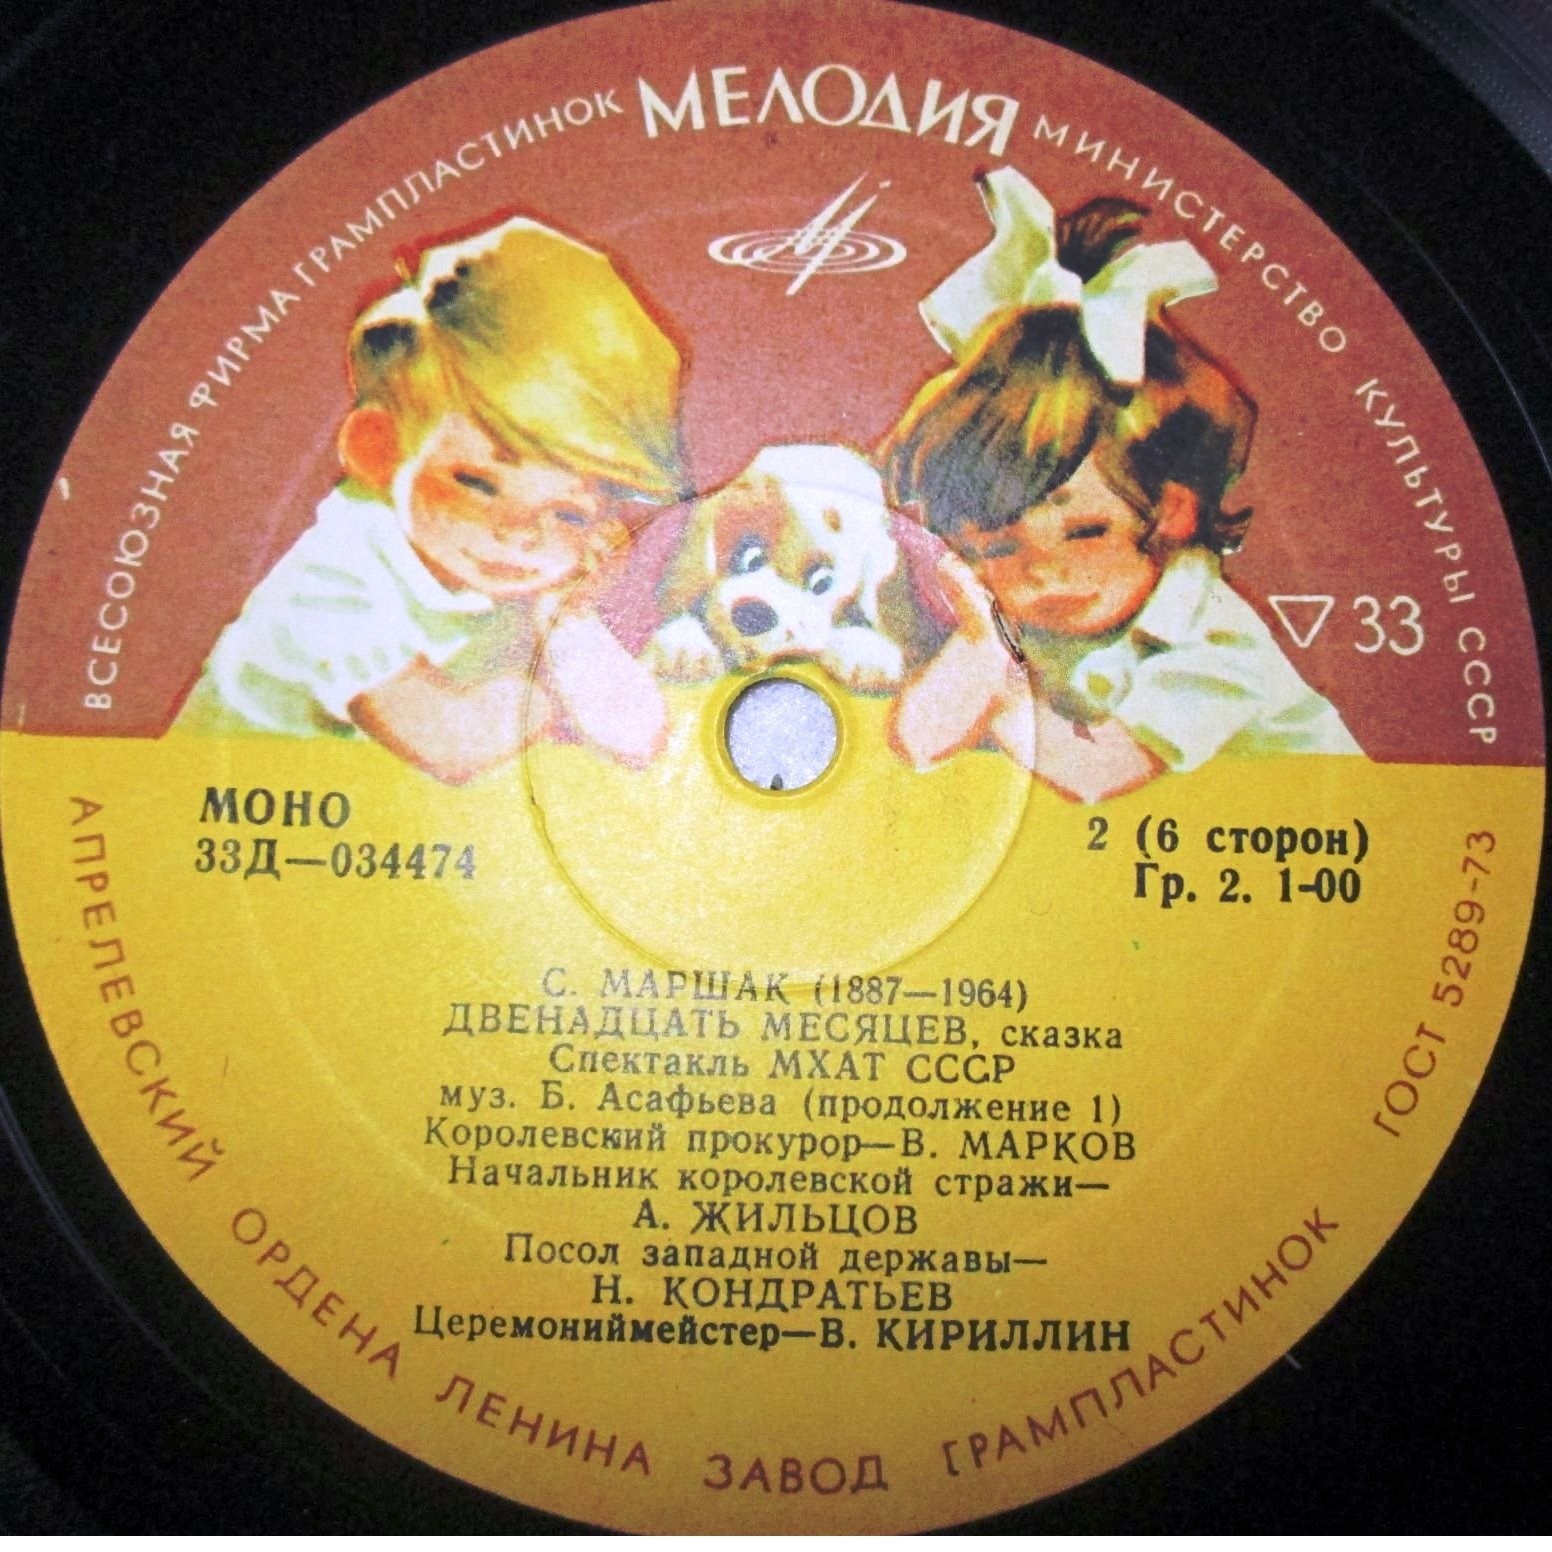 ВСЕСОЮЗНАЯ ФИРМА ГРАМПЛАСТИНОК МЕЛОДИЯ МИНИСТЕРСТВО КУЛЬТУРЫ СССР
▽ 33
МОНО
33Д—034474
2 (6 сторон)
Гр. 2. 1-00
С. МАРШАК (1887—1964)
ДВЕНАДЦАТЬ МЕСЯЦЕВ, сказка
Спектакль МХАТ СССР
муз. Б. Асафьева (продолжение 1)
Королевский прокурор—В. МАРКОВ
Начальник королевской стражи—
А. ЖИЛЬЦОВ
Посол западной державы—
Н. КОНДРАТЬЕВ
Церемониймейстер—В. КИРИЛЛИН
АПРЕЛЕВСКИЙ ОРДЕНА ЛЕНИНА ЗАВОД ГРАМПЛАСТИНОК ГОСТ 5289-73